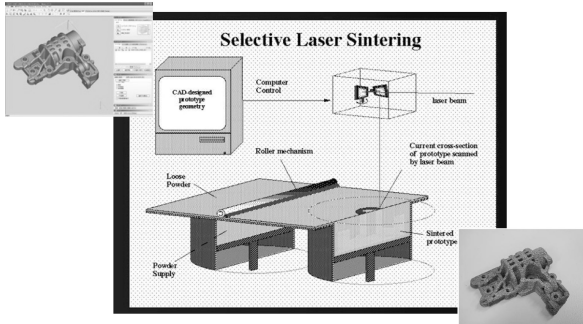 Selective Laser Sintering
CAD-designed
prototype
geometry
Computer
Control
laser beam
Roller mechanism
Current cross-section
of prototype scanned
by laser beam
Loose
Powder
Sintered
prototype
Powder
Supply